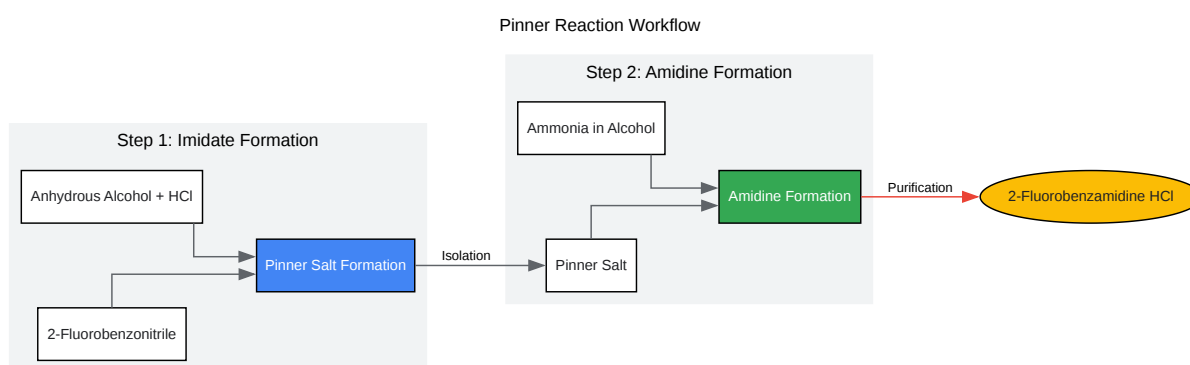 Pinner Reaction Workflow
Step 1: Imidate Formation
Anhydrous Alcohol + HCl
2-Fluorobenzonitrile
Pinner Salt Formation
Isolation
Step 2: Amidine Formation
Ammonia in Alcohol
Pinner Salt
Amidine Formation
Purification
2-Fluorobenzamidine HCl